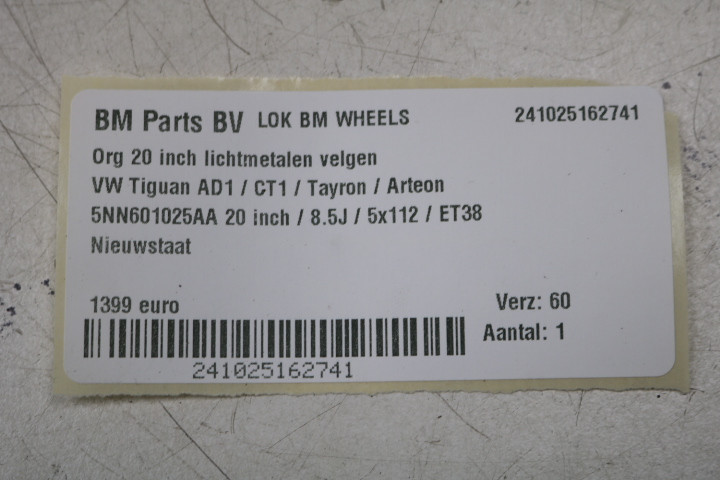 BM Parts BV LOK BM WHEELS 241025162741
Org 20 inch lichtmetalen velgen
VW Tiguan AD1 / CT1 / Tayron / Arteon
5NN601025AA 20 inch / 8.5J / 5x112 / ET38
Nieuwstaat
1399 euro Verz: 60
Aantal: 1
241025162741